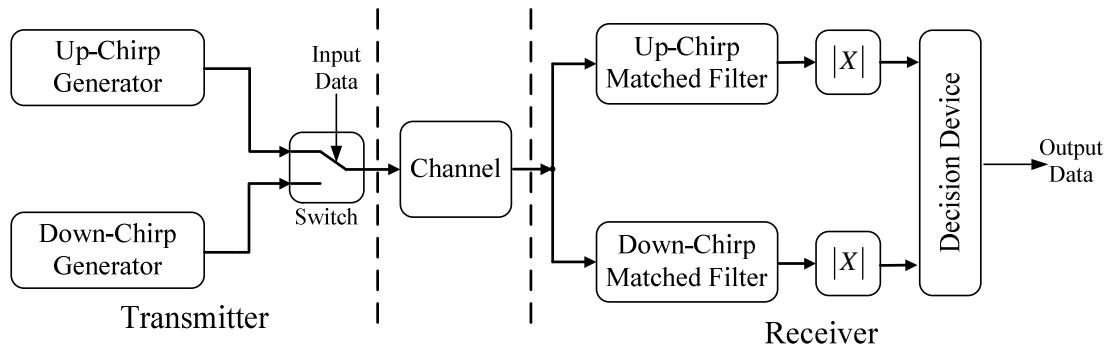 Up-Chirp
Generator
Down-Chirp
Generator
Transmitter
Input
Data
Switch
Channel
Up-Chirp
Matched Filter
|X|
Down-Chirp
Matched Filter
|X|
Decision Device
Output
Data
Receiver